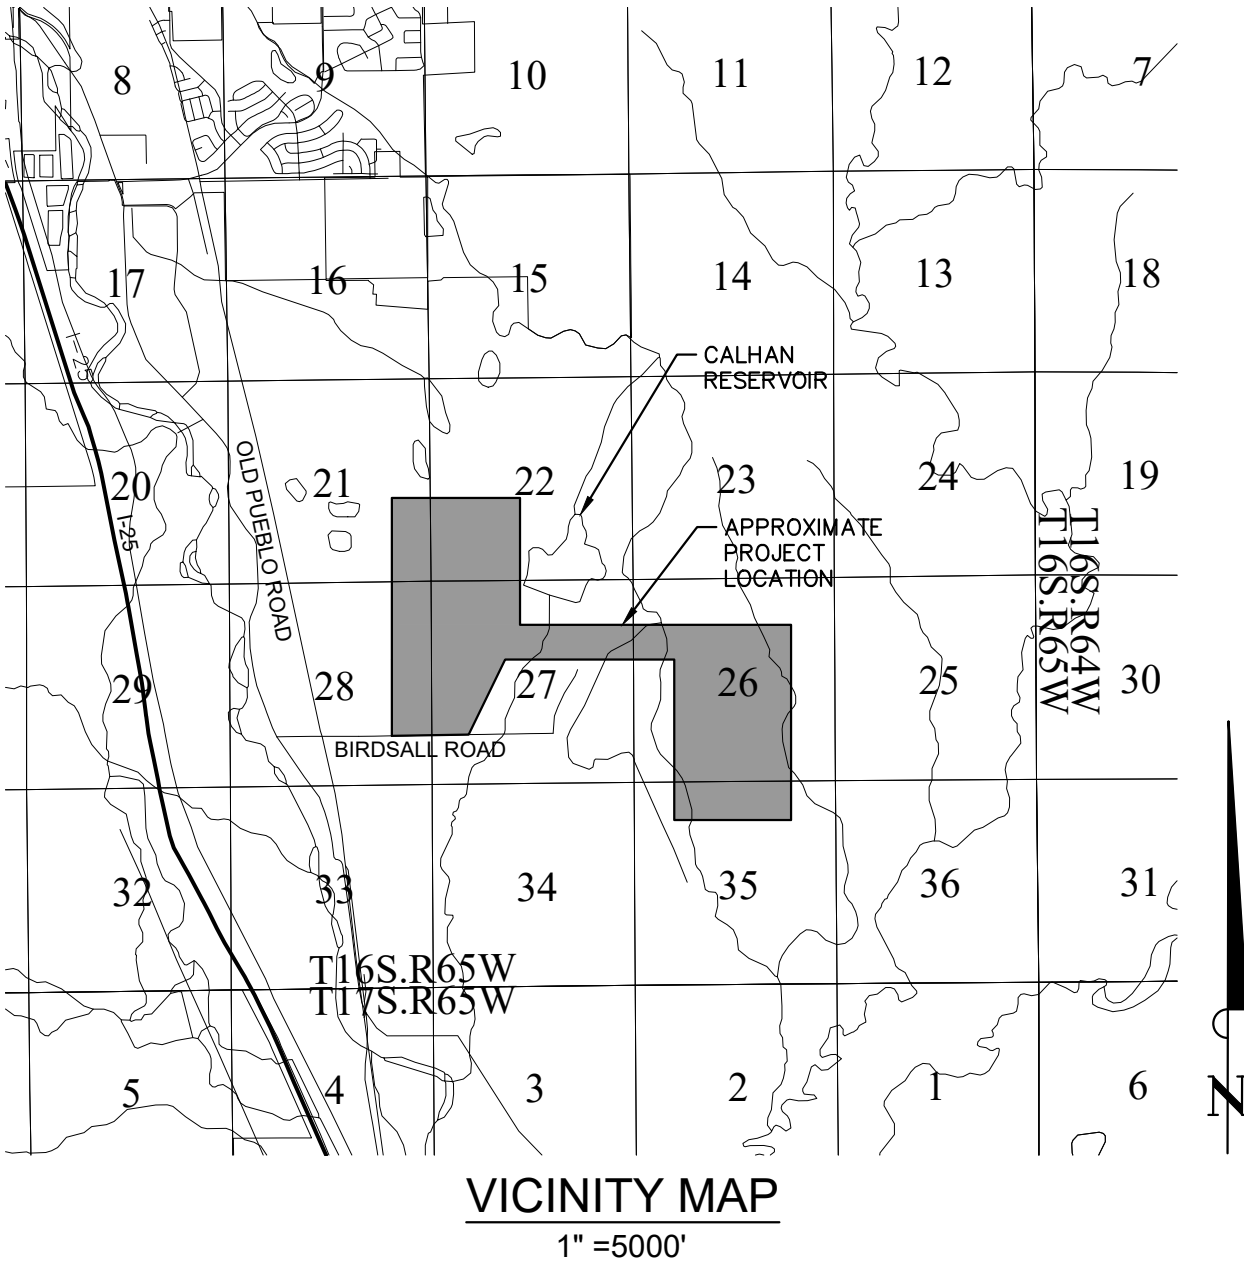 8
9
10
11
12
7
17
16
15
14
13
18
I-25
CALHAN
RESERVOIR
20
21
22
23
24
19
I-25
OLD PUEBLO ROAD
APPROXIMATE
PROJECT
LOCATION
T16S.R64W
T16S.R65W
29
28
27
26
25
30
BIRDSALL ROAD
32
33
34
35
36
31
T16S.R65W
T17S.R65W
5
4
3
2
1
6
N
VICINITY MAP
1" =5000'